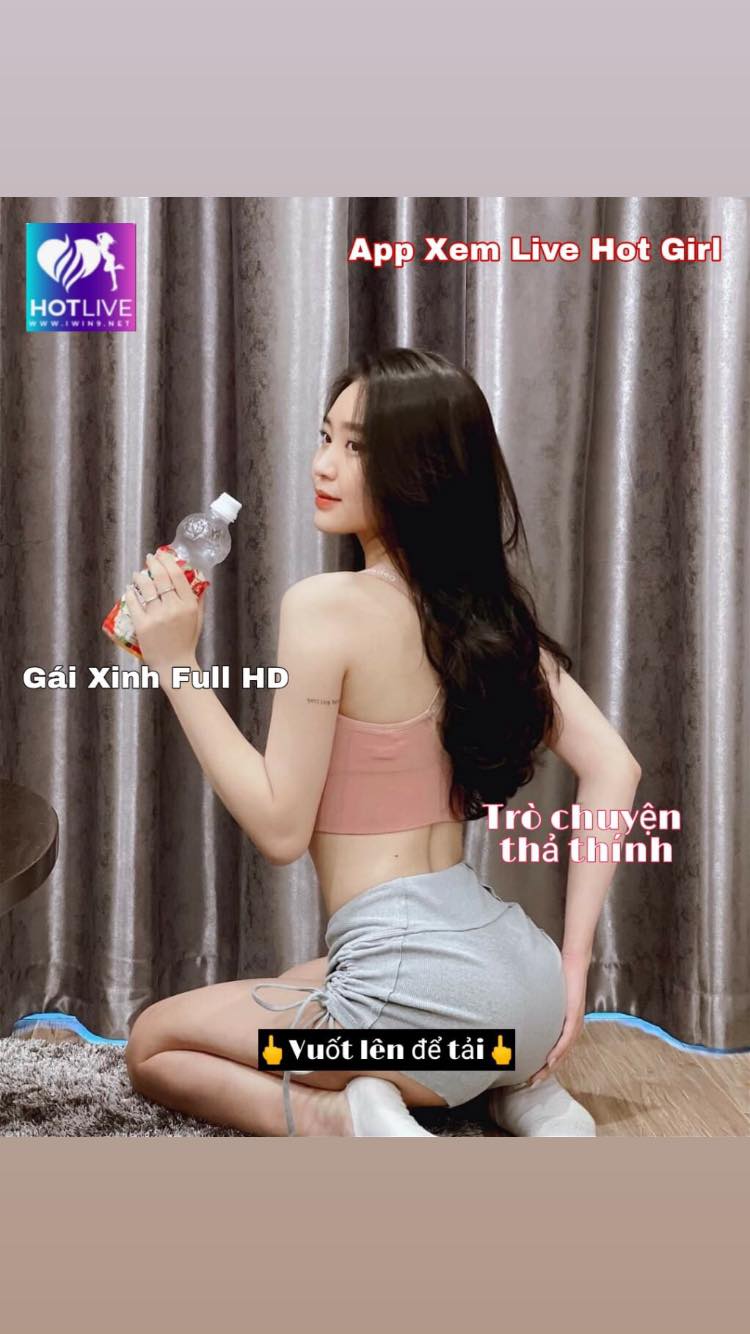 App Xem Live Hot Girl
HOTLIVE
WWW.IWIN9.NET
Gái Xinh Full HD
Trò chuyện
thả thính
🖕Vuốt lên để tải🖕